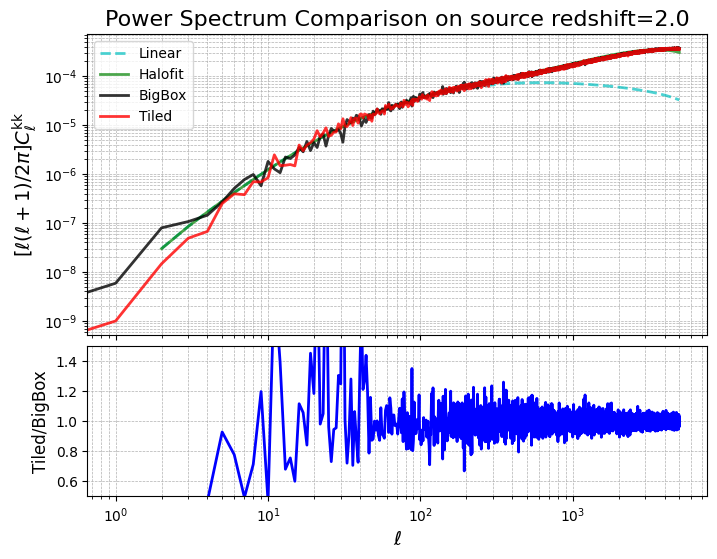 Power Spectrum Comparison on source redshift=2.0
[ℓ(ℓ + 1)/2π]C_ℓ^kk
Linear
Halofit
BigBox
Tiled
10⁻⁴
10⁻⁵
10⁻⁶
10⁻⁷
10⁻⁸
10⁻⁹
Tiled/BigBox
1.4
1.2
1.0
0.8
0.6
10⁰ 10¹ 10² 10³
ℓ